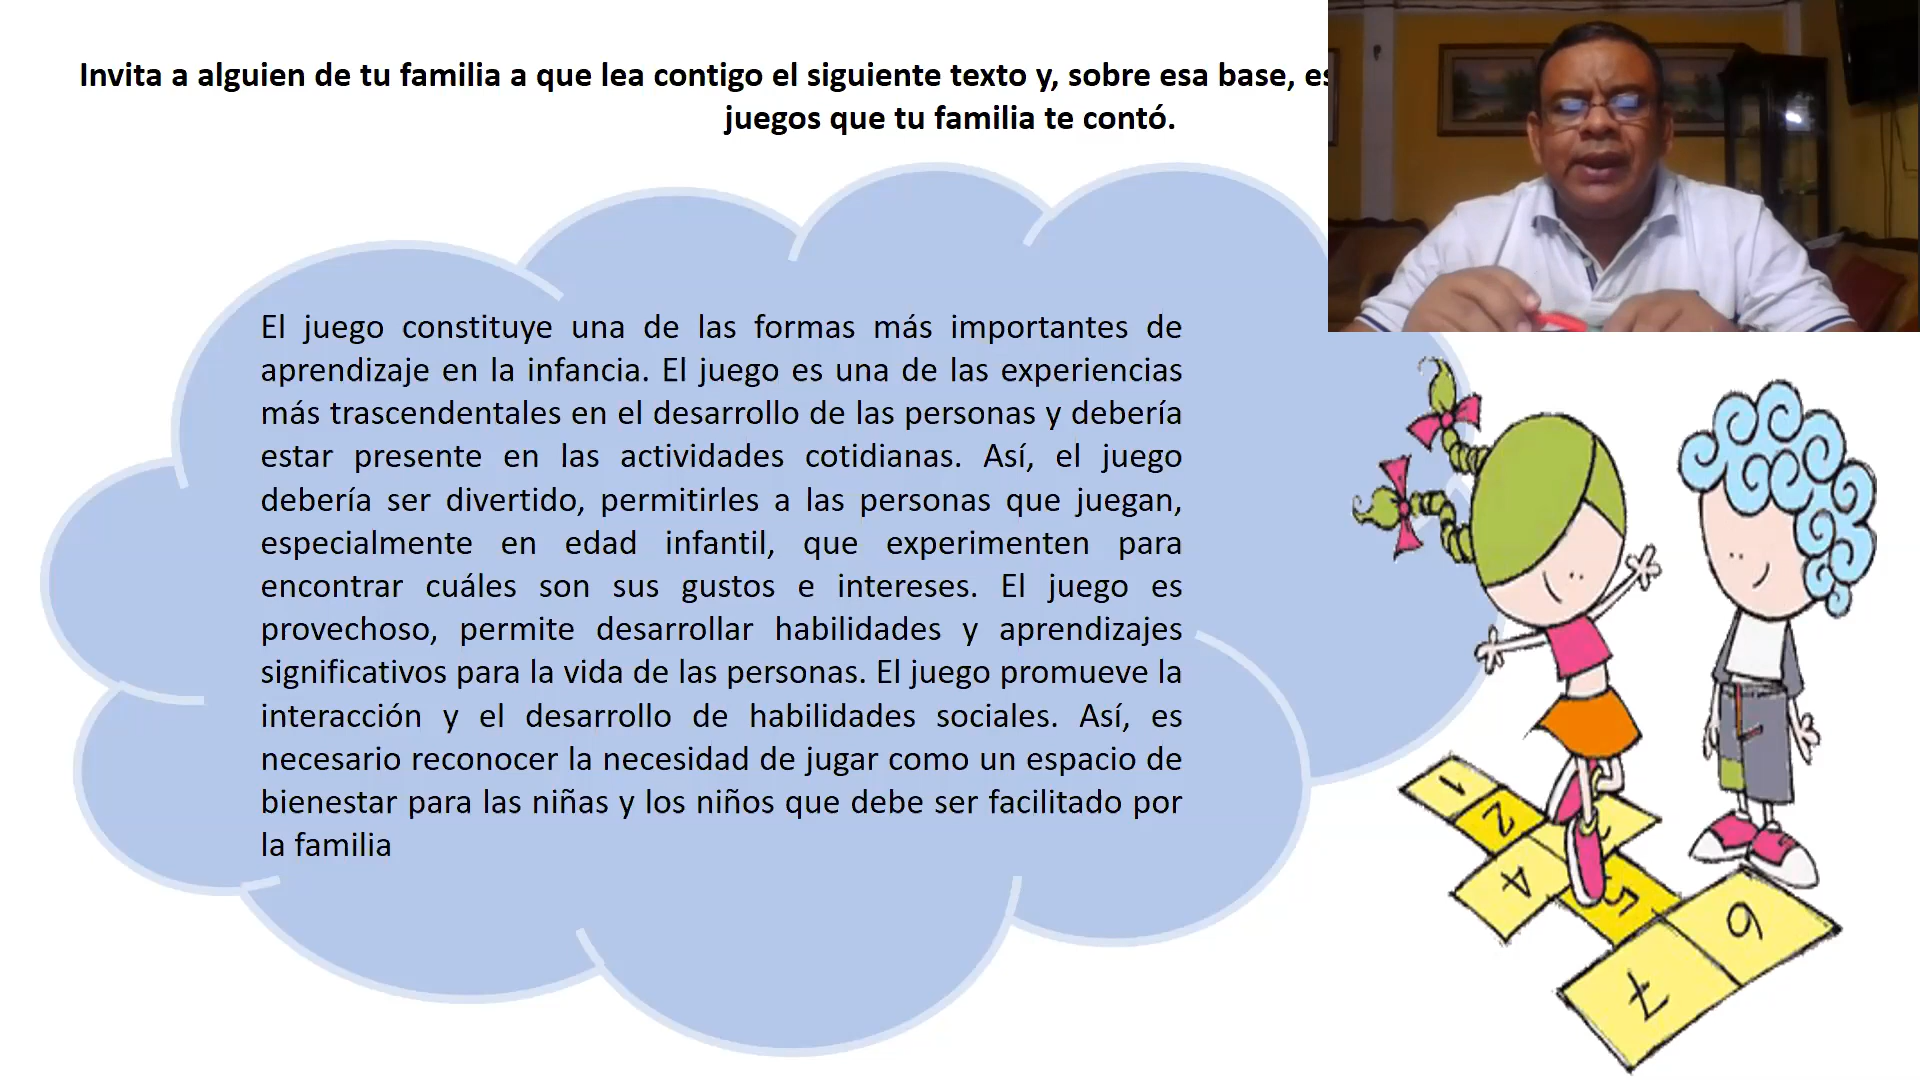 Invita a alguien de tu familia a que lea contigo el siguiente texto y, sobre esa base,
juegos que tu familia te contó.
El juego constituye una de las formas más importantes de
aprendizaje en la infancia. El juego es una de las experiencias
más trascendentales en el desarrollo de las personas y debería
estar presente en las actividades cotidianas. Así, el juego
debería ser divertido, permitirles a las personas que juegan,
especialmente en edad infantil, que experimenten para
encontrar cuáles son sus gustos e intereses. El juego es
provechoso, permite desarrollar habilidades y aprendizajes
significativos para la vida de las personas. El juego promueve la
interacción y el desarrollo de habilidades sociales. Así, es
necesario reconocer la necesidad de jugar como un espacio de
bienestar para las niñas y los niños que debe ser facilitado por
la familia
1
2
4
5
6
7